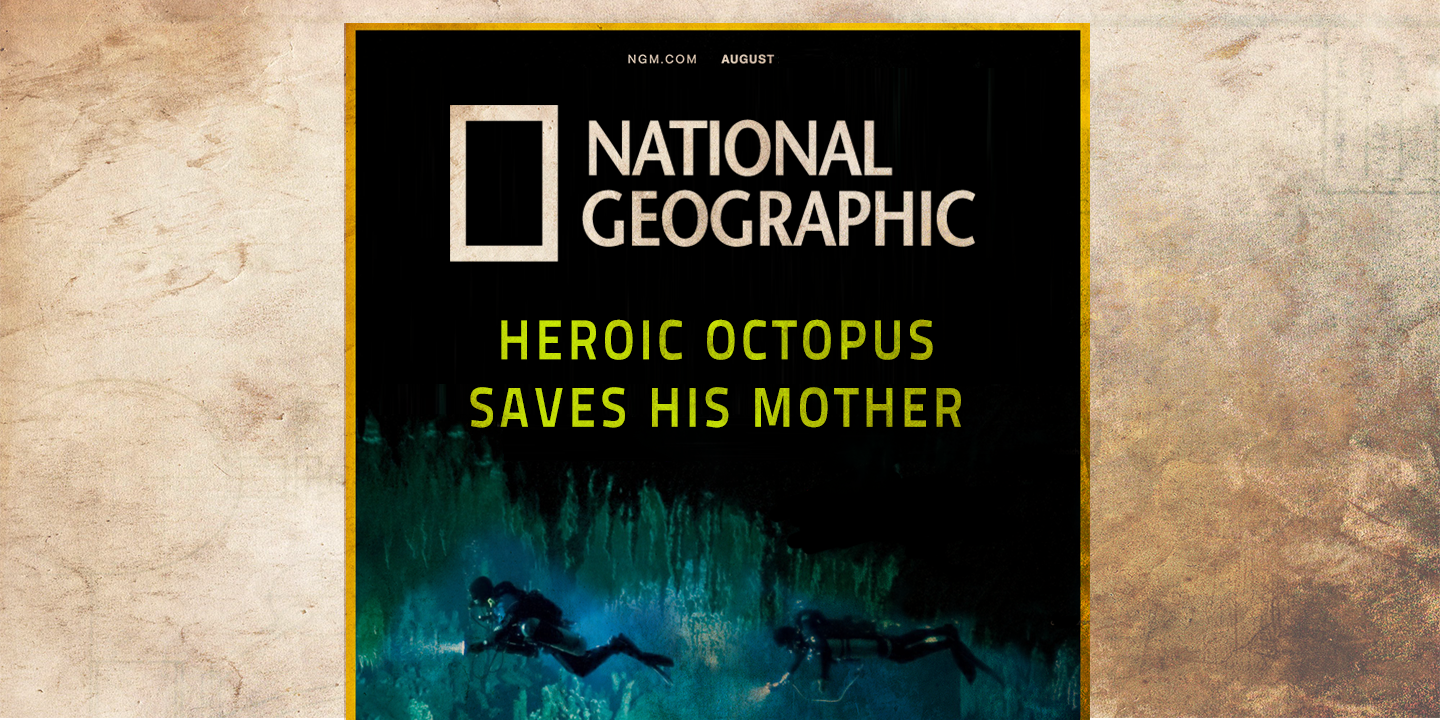 NGM.COM AUGUST
NATIONAL
GEOGRAPHIC
HEROIC OCTOPUS
SAVES HIS MOTHER